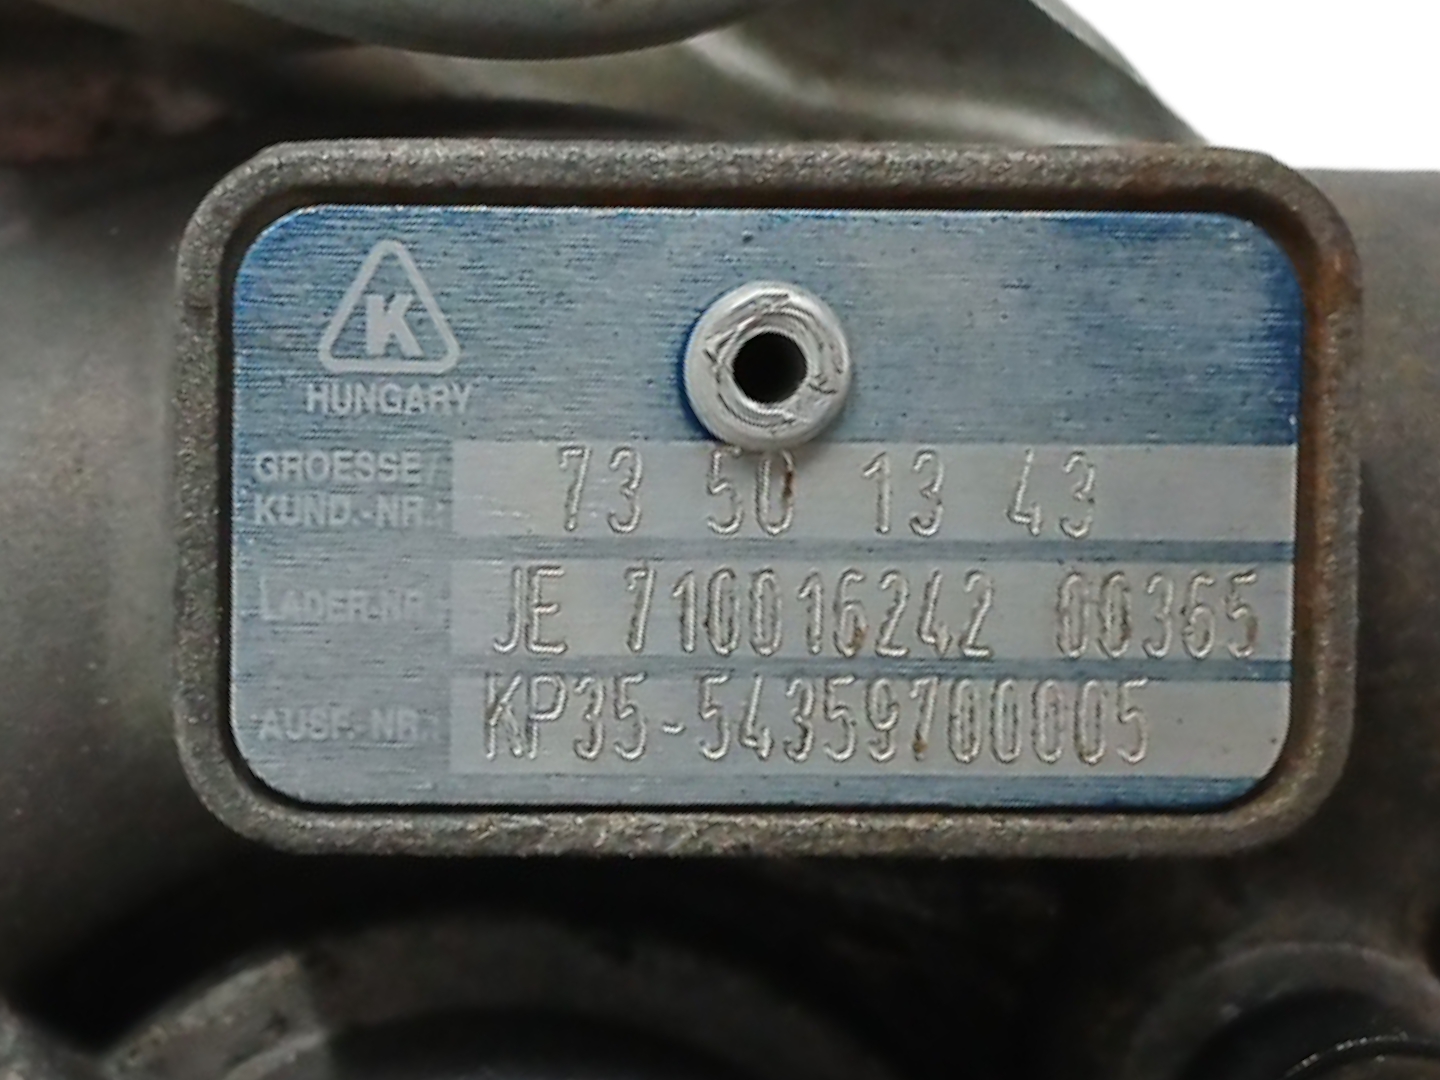 K
HUNGARY
GROESSE/
KUND.-NR.: 73 50 13 43
LADER-NR.: JE 710016242 00365
AUSF.-NR.: KP35-54359700005